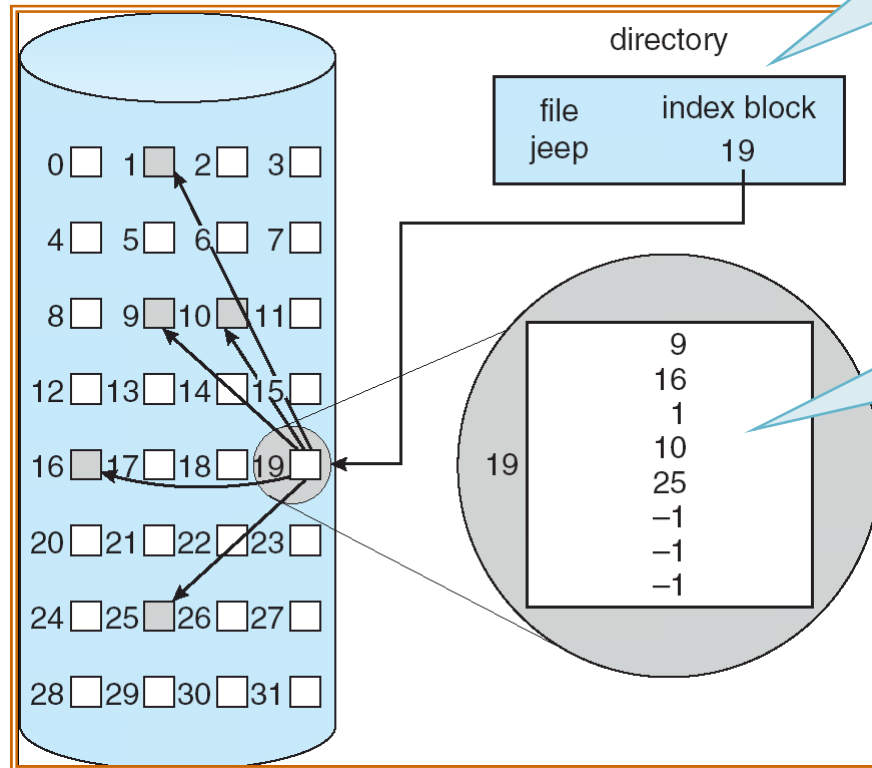 directory
file index block
jeep 19
0 1 2 3
4 5 6 7
8 9 10 11
12 13 14 15
16 17 18 19
20 21 22 23
24 25 26 27
28 29 30 31
19
9
16
1
10
25
–1
–1
–1